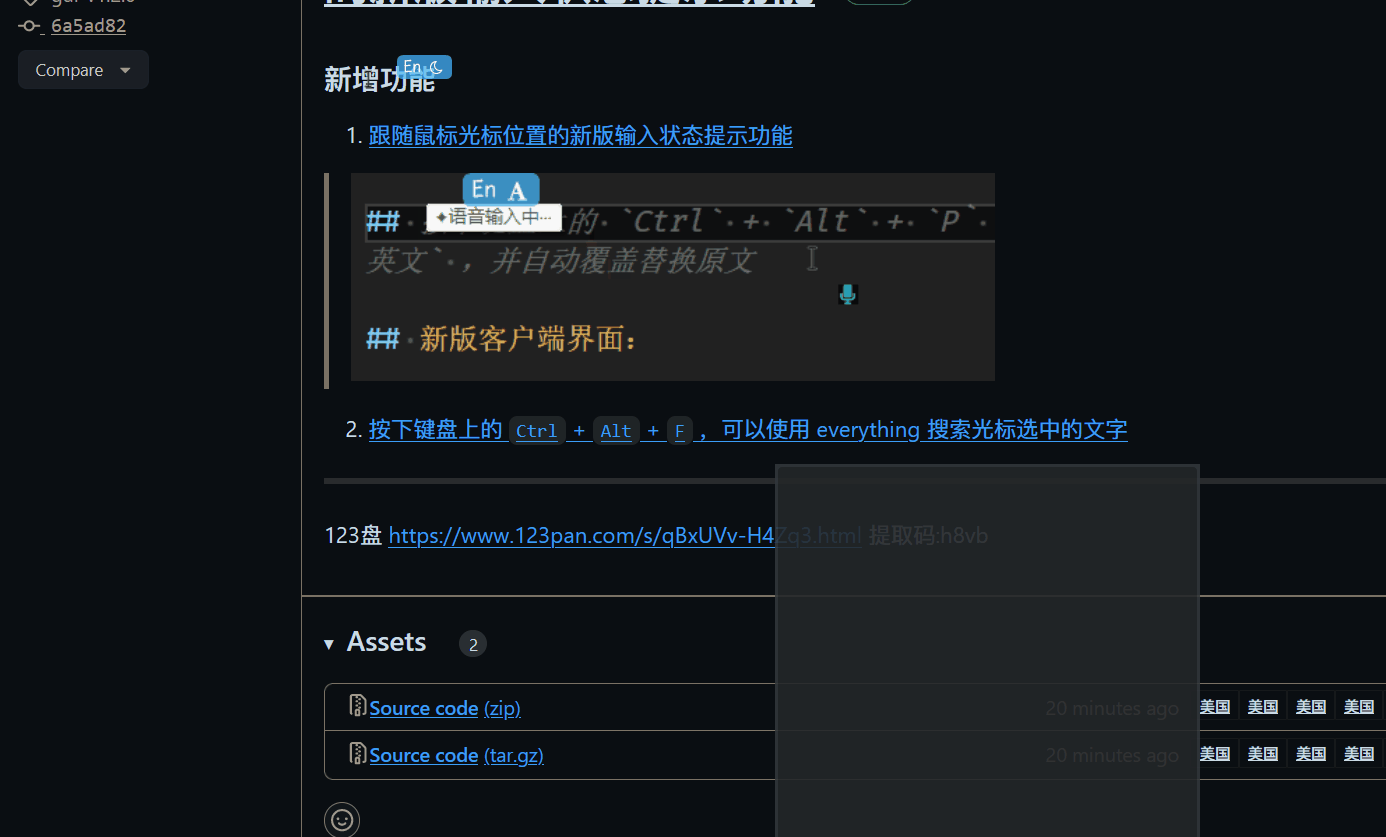 6a5ad82
Compare
新增功能
En
1. 跟随鼠标光标位置的新版输入状态提示功能
En A
✦语音输入中···
## 的·`Ctrl`·+·`Alt`·+·`P`·
英文`·，并自动覆盖替换原文
## 新版客户端界面：
2. 按下键盘上的 Ctrl + Alt + F ，可以使用 everything 搜索光标选中的文字
123盘 https://www.123pan.com/s/qBxUVv-H4Zq3.html 提取码:h8vb
Assets 2
Source code (zip) 20 minutes ago 美国 美国 美国 美国
Source code (tar.gz) 20 minutes ago 美国 美国 美国 美国